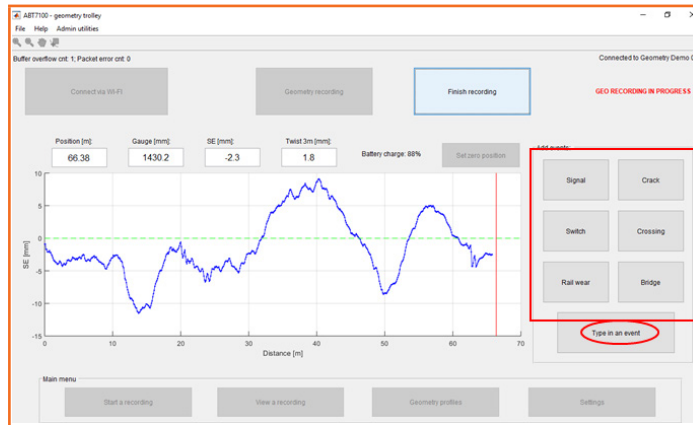 ABT7100 - geometry trolley
File Help Admin utilities
Buffer overflow cnt: 1; Packet error cnt: 0
Connected to Geometry Demo
Connect via WI-FI
Geometry recording
Finish recording
GEO RECORDING IN PROGRESS
Position [m]:
Gauge [mm]:
SE [mm]:
Twist 3m [mm]:
66.38
1430.2
-2.3
1.8
Battery charge: 88%
Set zero position
Add events:
Signal
Crack
Switch
Crossing
Rail wear
Bridge
Type in an event
SE [mm]
10
5
0
-5
-10
-15
0 10 20 30 40 50 60 70
Distance [m]
Main menu
Start a recording
View a recording
Geometry profiles
Settings